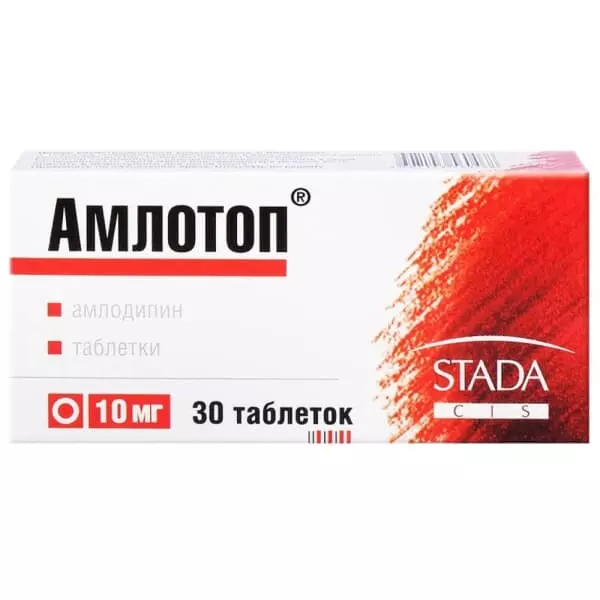 Амлотоп®
амлодипин
таблетки
10 мг 30 таблеток
STADA
CIS